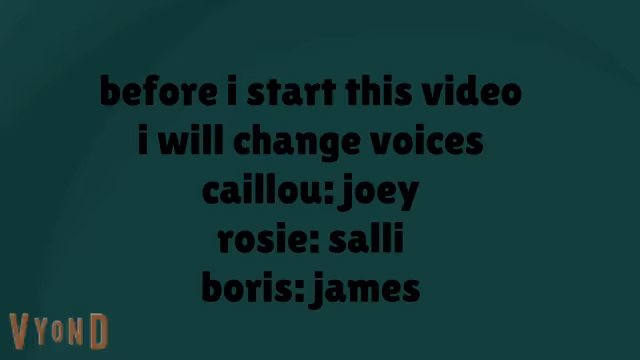 before i start this video
i will change voices
caillou: joey
rosie: salli
boris: james
VYOND